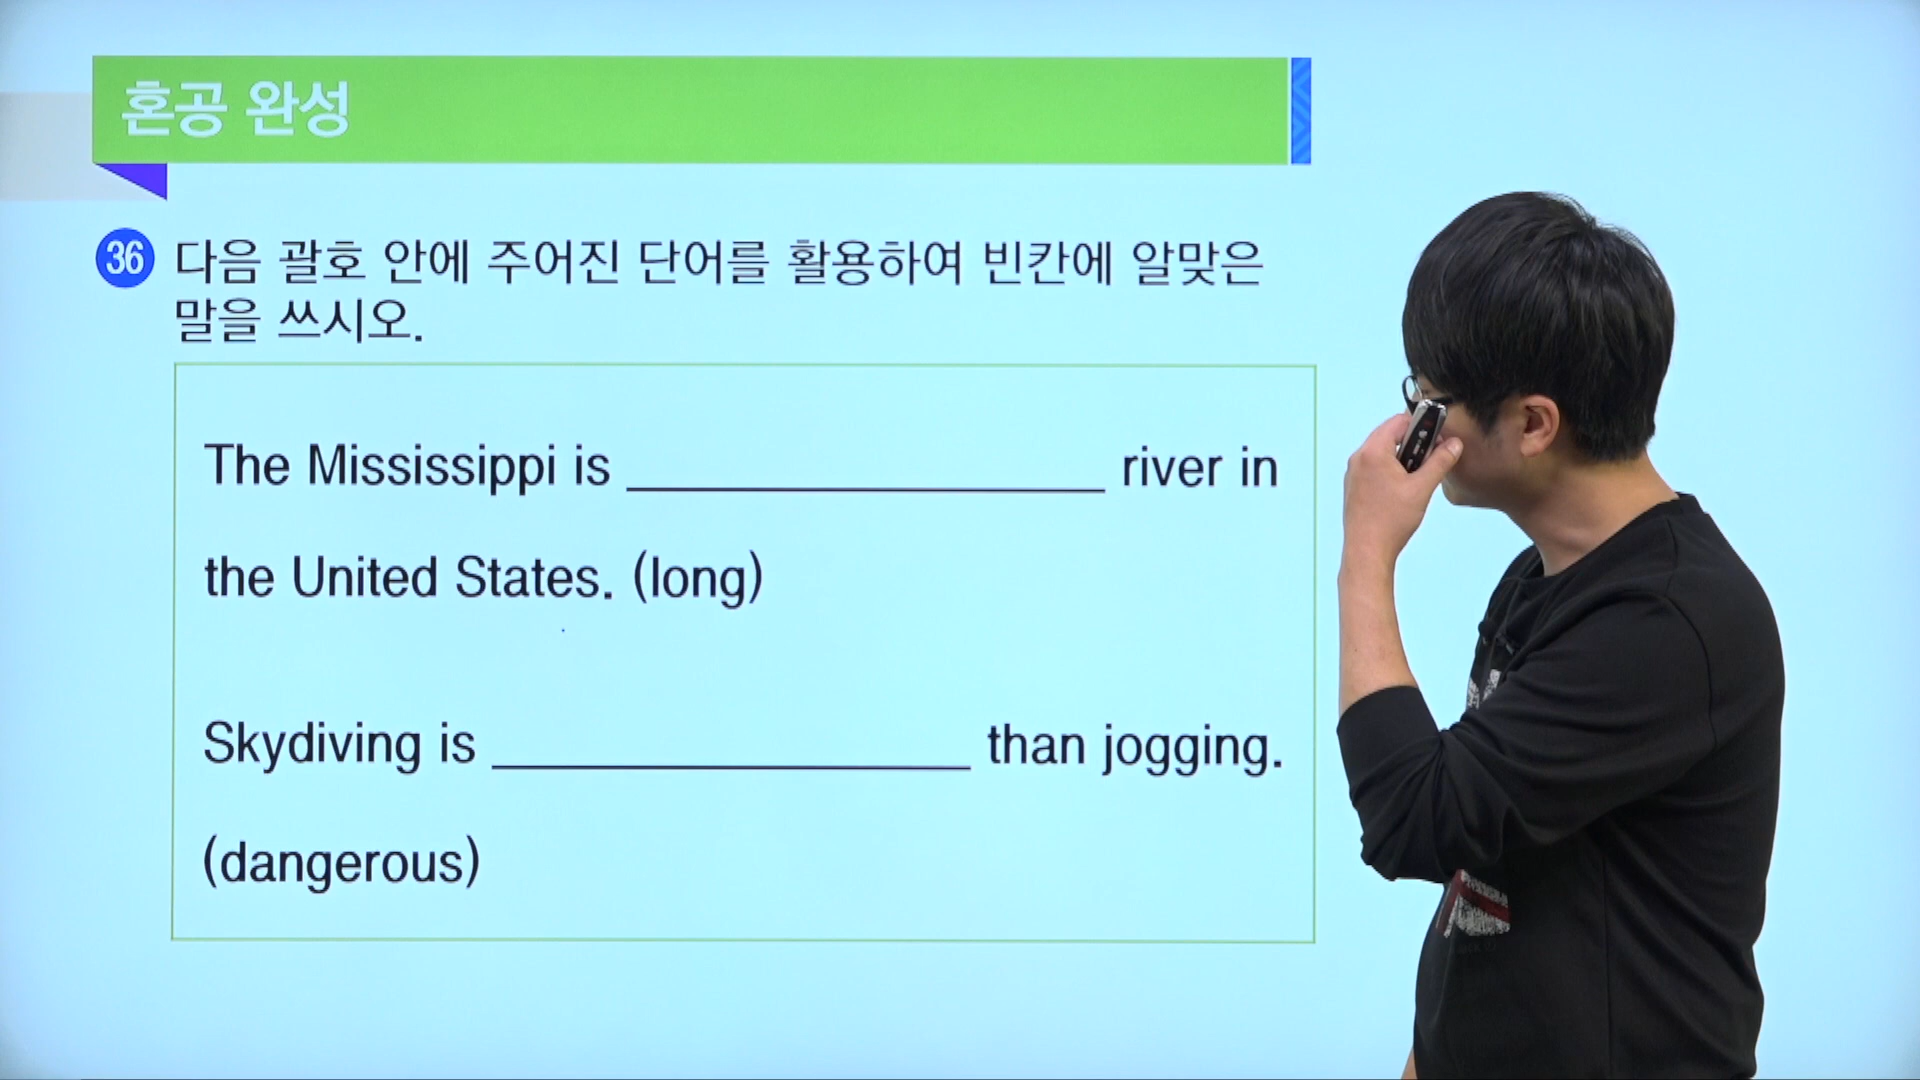 혼공 완성
36 다음 괄호 안에 주어진 단어를 활용하여 빈칸에 알맞은
말을 쓰시오.
The Mississippi is ____________ river in
the United States. (long)
Skydiving is ____________ than jogging.
(dangerous)